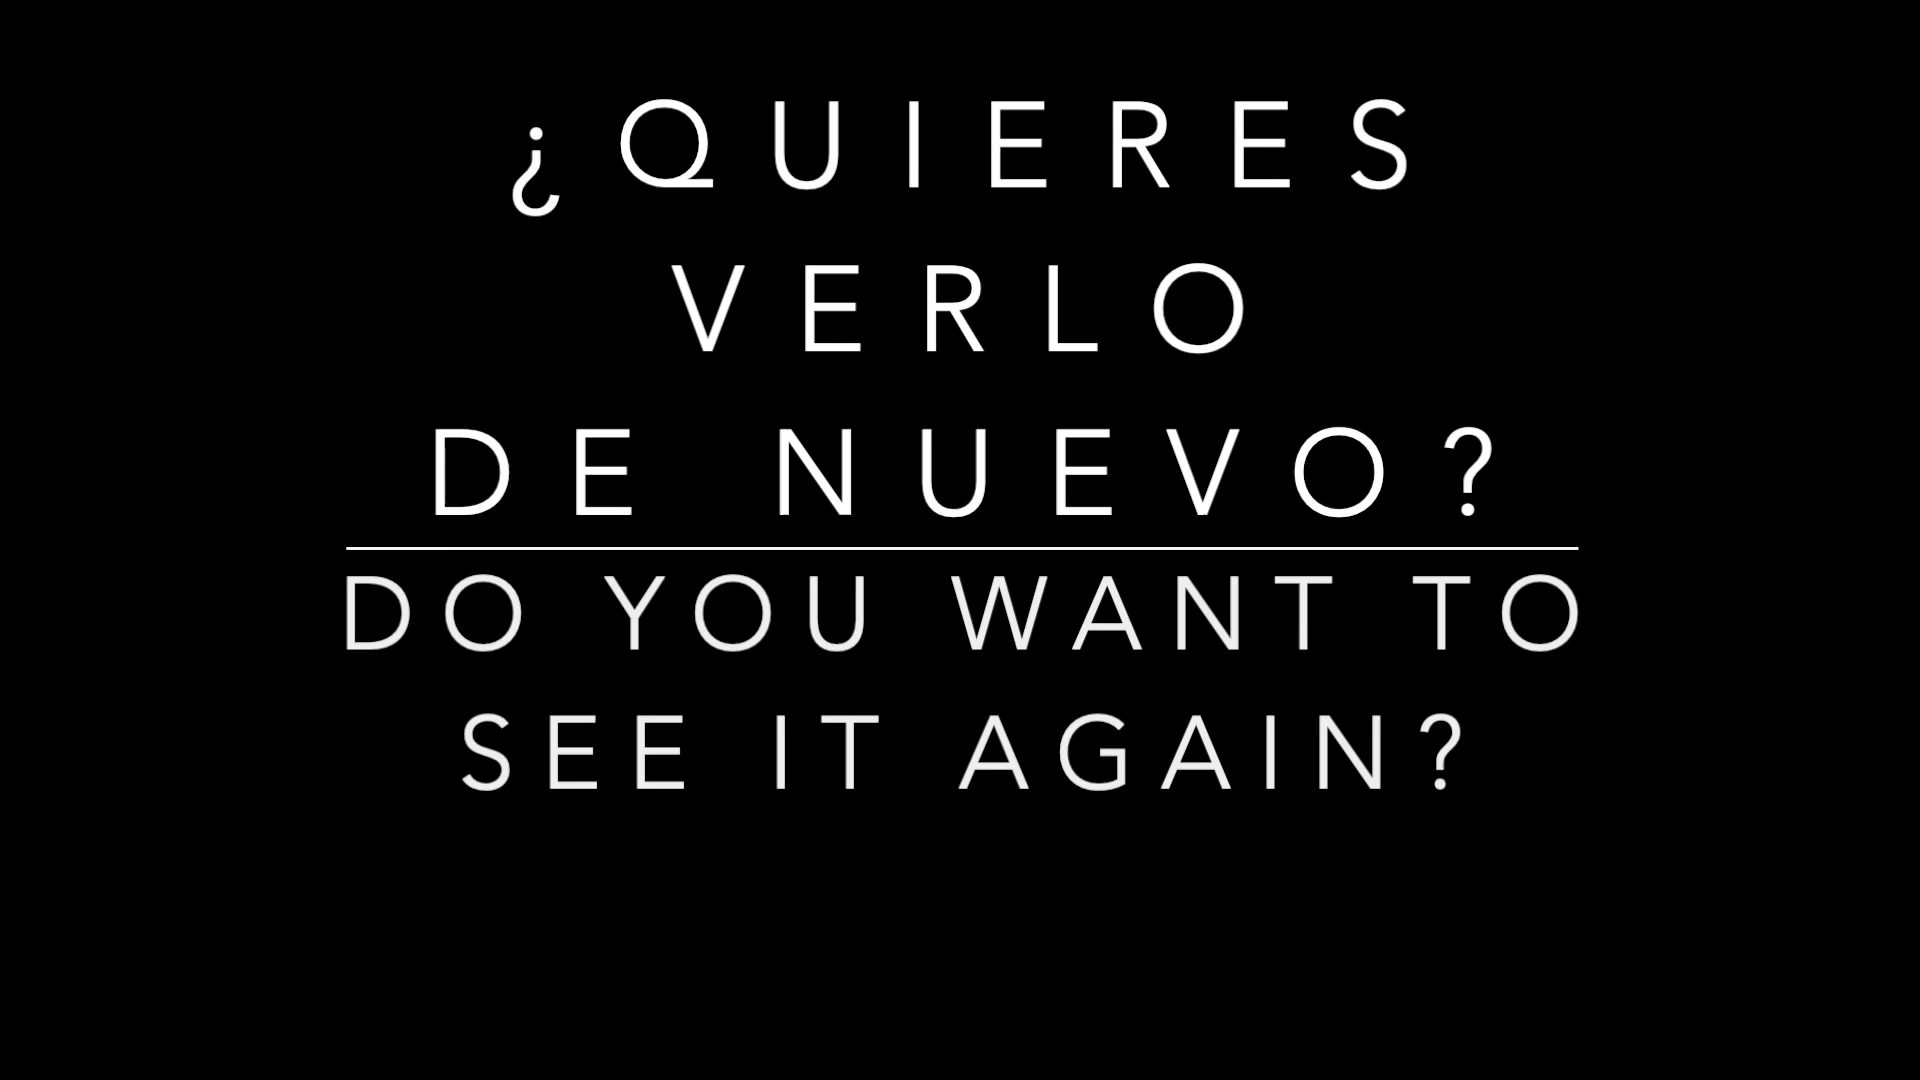 ¿QUIERES
VERLO
DE NUEVO?
DO YOU WANT TO
SEE IT AGAIN?